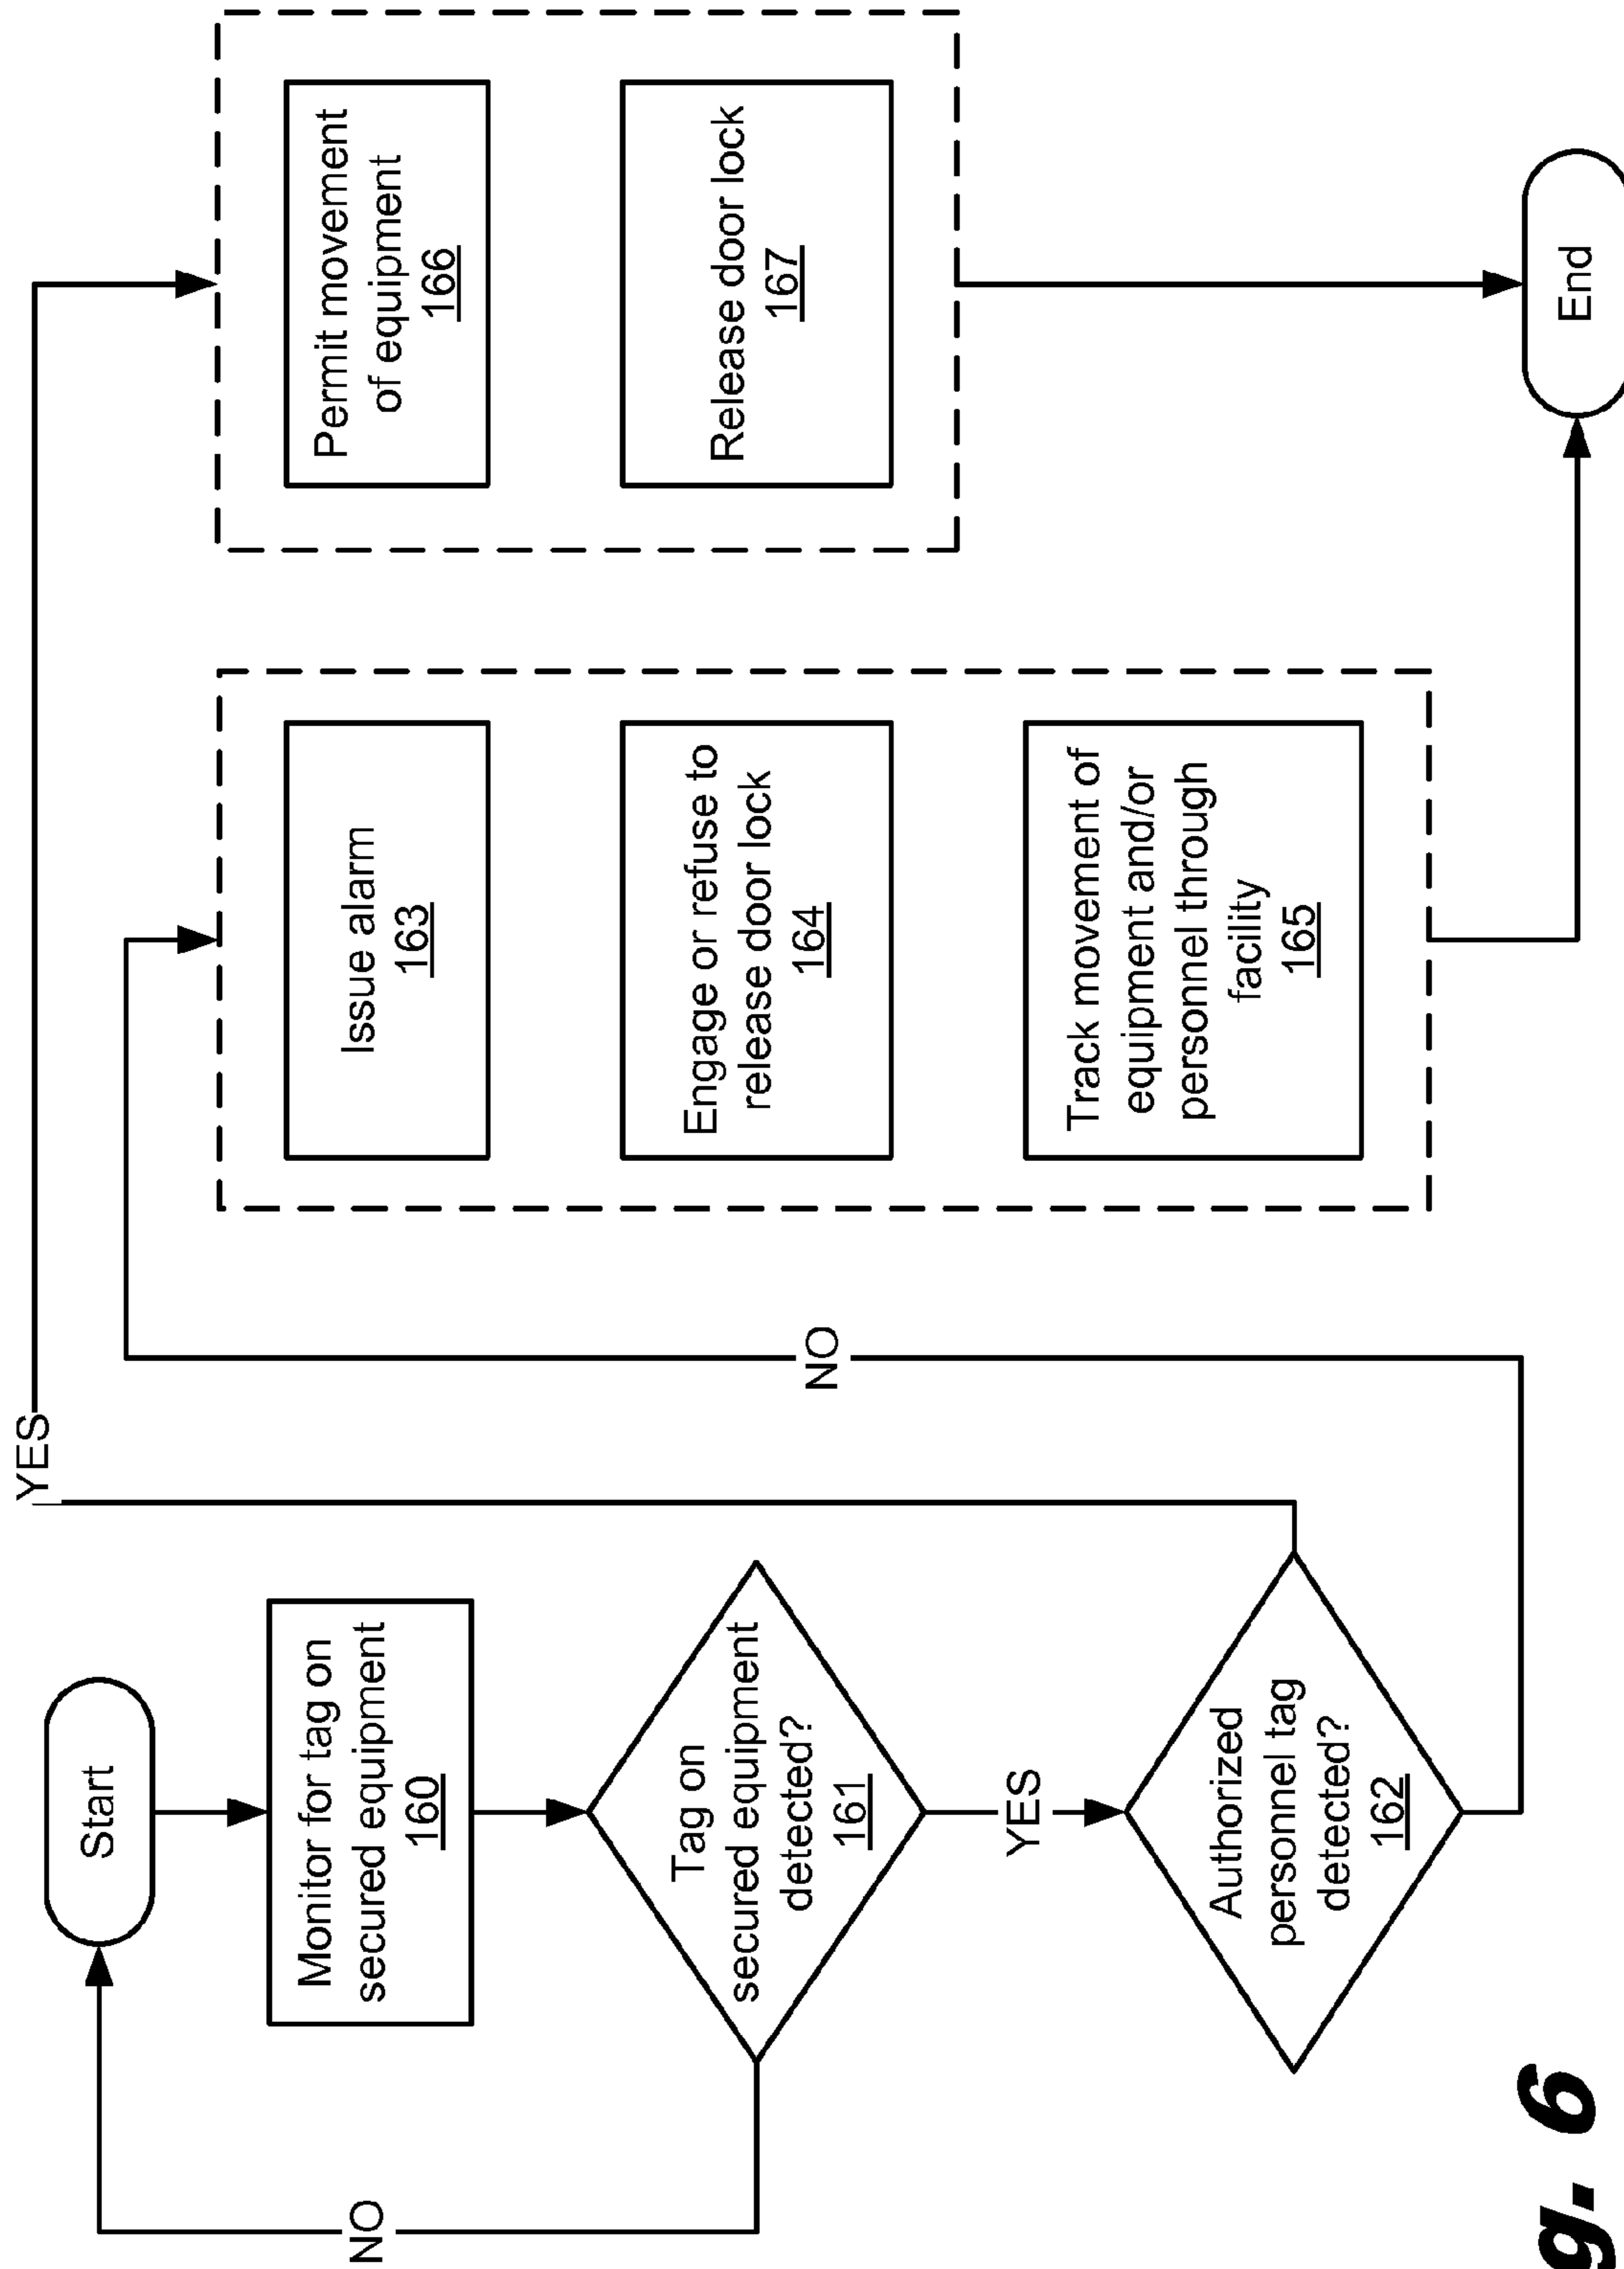 Start
Monitor for tag on
secured equipment
160
Tag on
secured equipment
detected?
161
NO
YES
Authorized
personnel tag
detected?
162
YES
NO
Issue alarm
163
Engage or refuse to
release door lock
164
Track movement of
equipment and/or
personnel through
facility
165
Permit movement
of equipment
166
Release door lock
167
End
g. 6